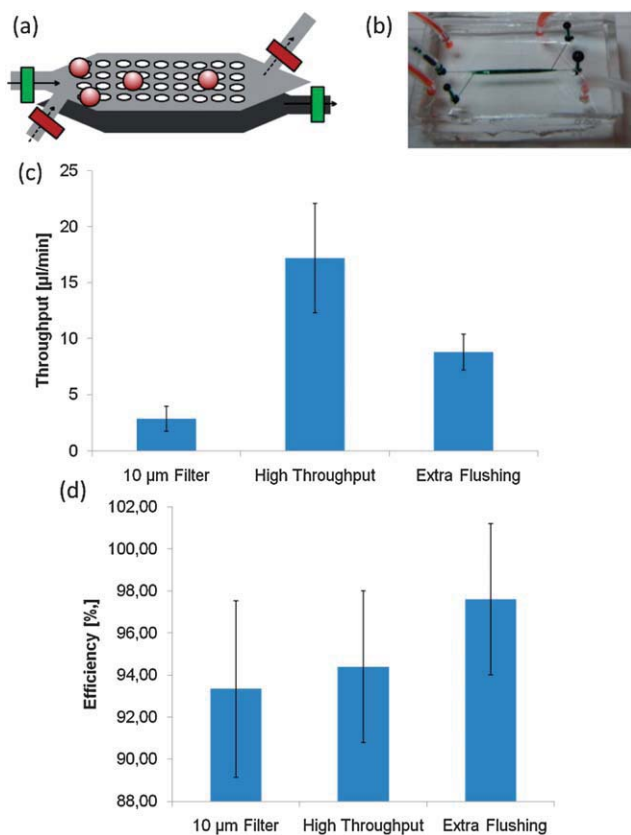 (a)
(b)
(c)
Throughput [µl/min]
25
20
15
10
5
0
10 µm Filter High Throughput Extra Flushing
(d)
Efficiency [%,]
102,00
100,00
98,00
96,00
94,00
92,00
90,00
88,00
10 µm Filter High Throughput Extra Flushing